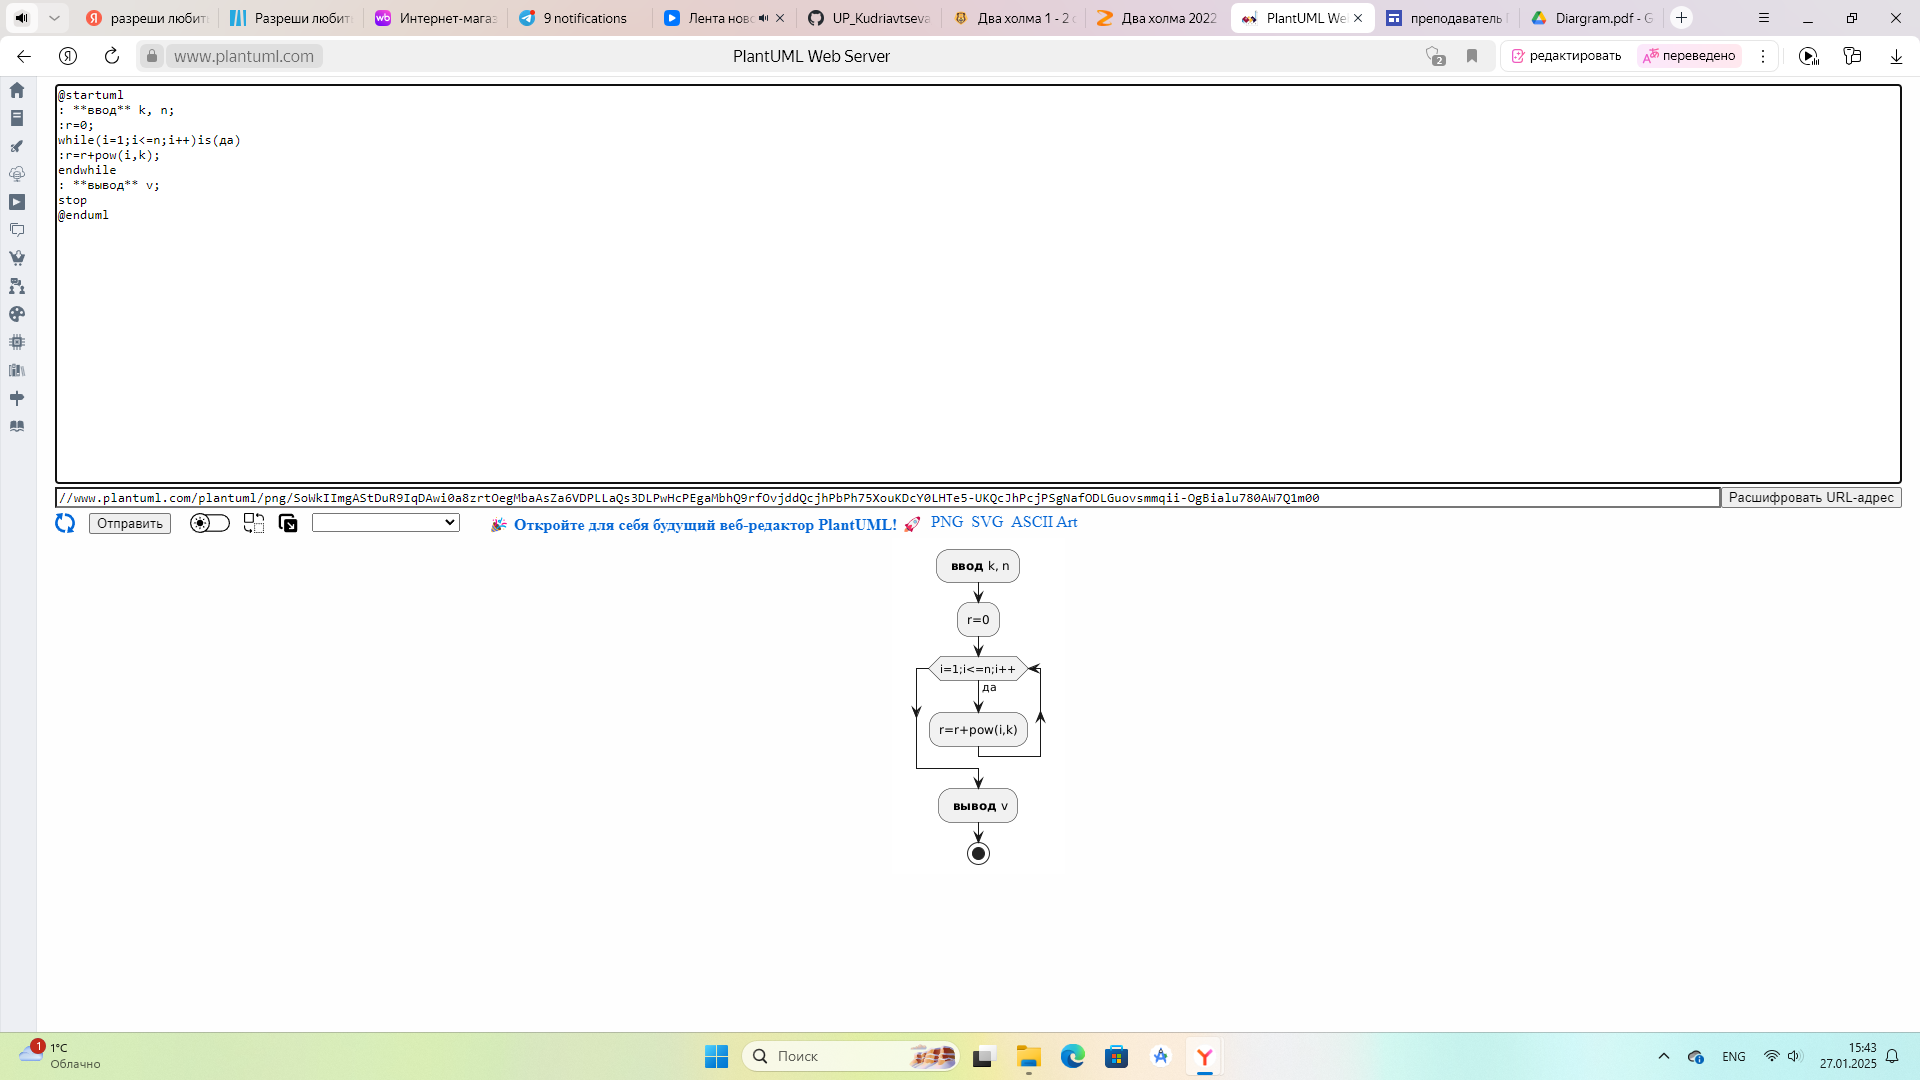 разреши любит
Разреши любит
Интернет-магаз
9 notifications
Лента ново
UP_Kudriavtseva
Два холма 1 - 2 с
Два холма 2022
PlantUML We
преподаватель Г
Diargram.pdf - G
www.plantuml.com
PlantUML Web Server
2
редактировать
переведено
@startuml
: **ввод** k, n;
:r=0;
while(i=1;i<=n;i++)is(да)
:r=r+pow(i,k);
endwhile
: **вывод** v;
stop
@enduml
//www.plantuml.com/plantuml/png/SoWkIImgAStDuR9IqDAwi0a8zrtOegMbaAsZa6VDPLLaQs3DLPwHcPEgaMbhQ9rfOvjddQcjhPbPh75XouKDcY0LHTe5-UKQcJhPcjPSgNafODLGuovsmmqii-OgBialu780AW7Q1m00
Расшифровать URL-адрес
Отправить
Откройте для себя будущий веб-редактор PlantUML!
PNG SVG ASCII Art
ввод k, n
r=0
i=1;i<=n;i++
да
r=r+pow(i,k)
вывод v
1
1°C
Облачно
Поиск
ENG
15:43
27.01.2025